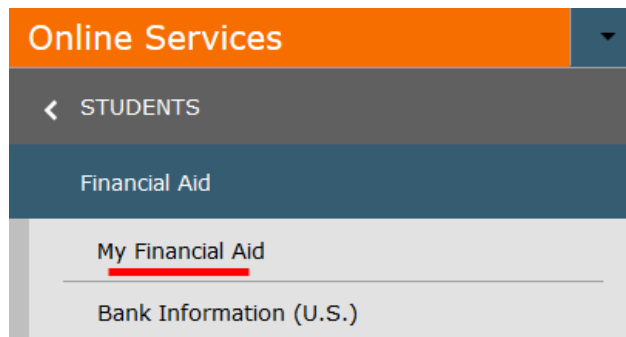 Online Services
STUDENTS
Financial Aid
My Financial Aid
Bank Information (U.S.)